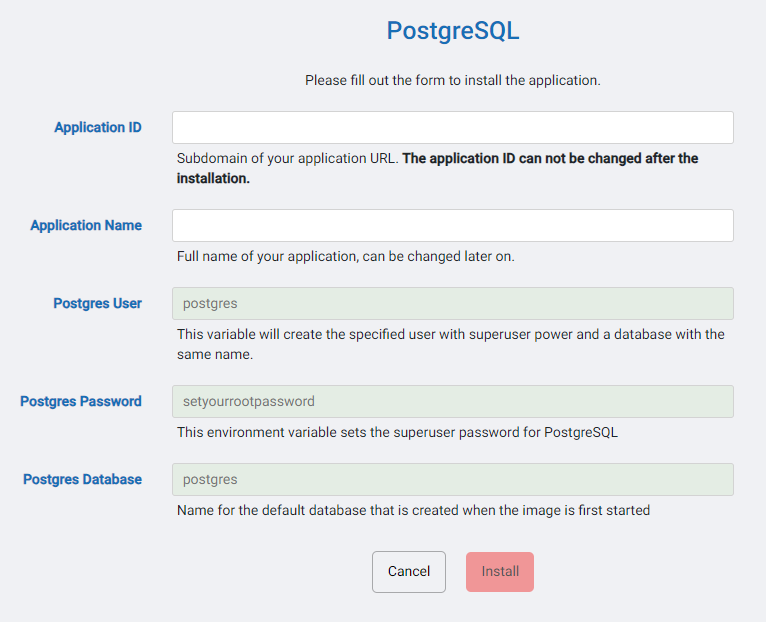 PostgreSQL
Please fill out the form to install the application.
Application ID
Subdomain of your application URL. The application ID can not be changed after the
installation.
Application Name
Full name of your application, can be changed later on.
Postgres User
postgres
This variable will create the specified user with superuser power and a database with the
same name.
Postgres Password
setyourrootpassword
This environment variable sets the superuser password for PostgreSQL
Postgres Database
postgres
Name for the default database that is created when the image is first started
Cancel
Install